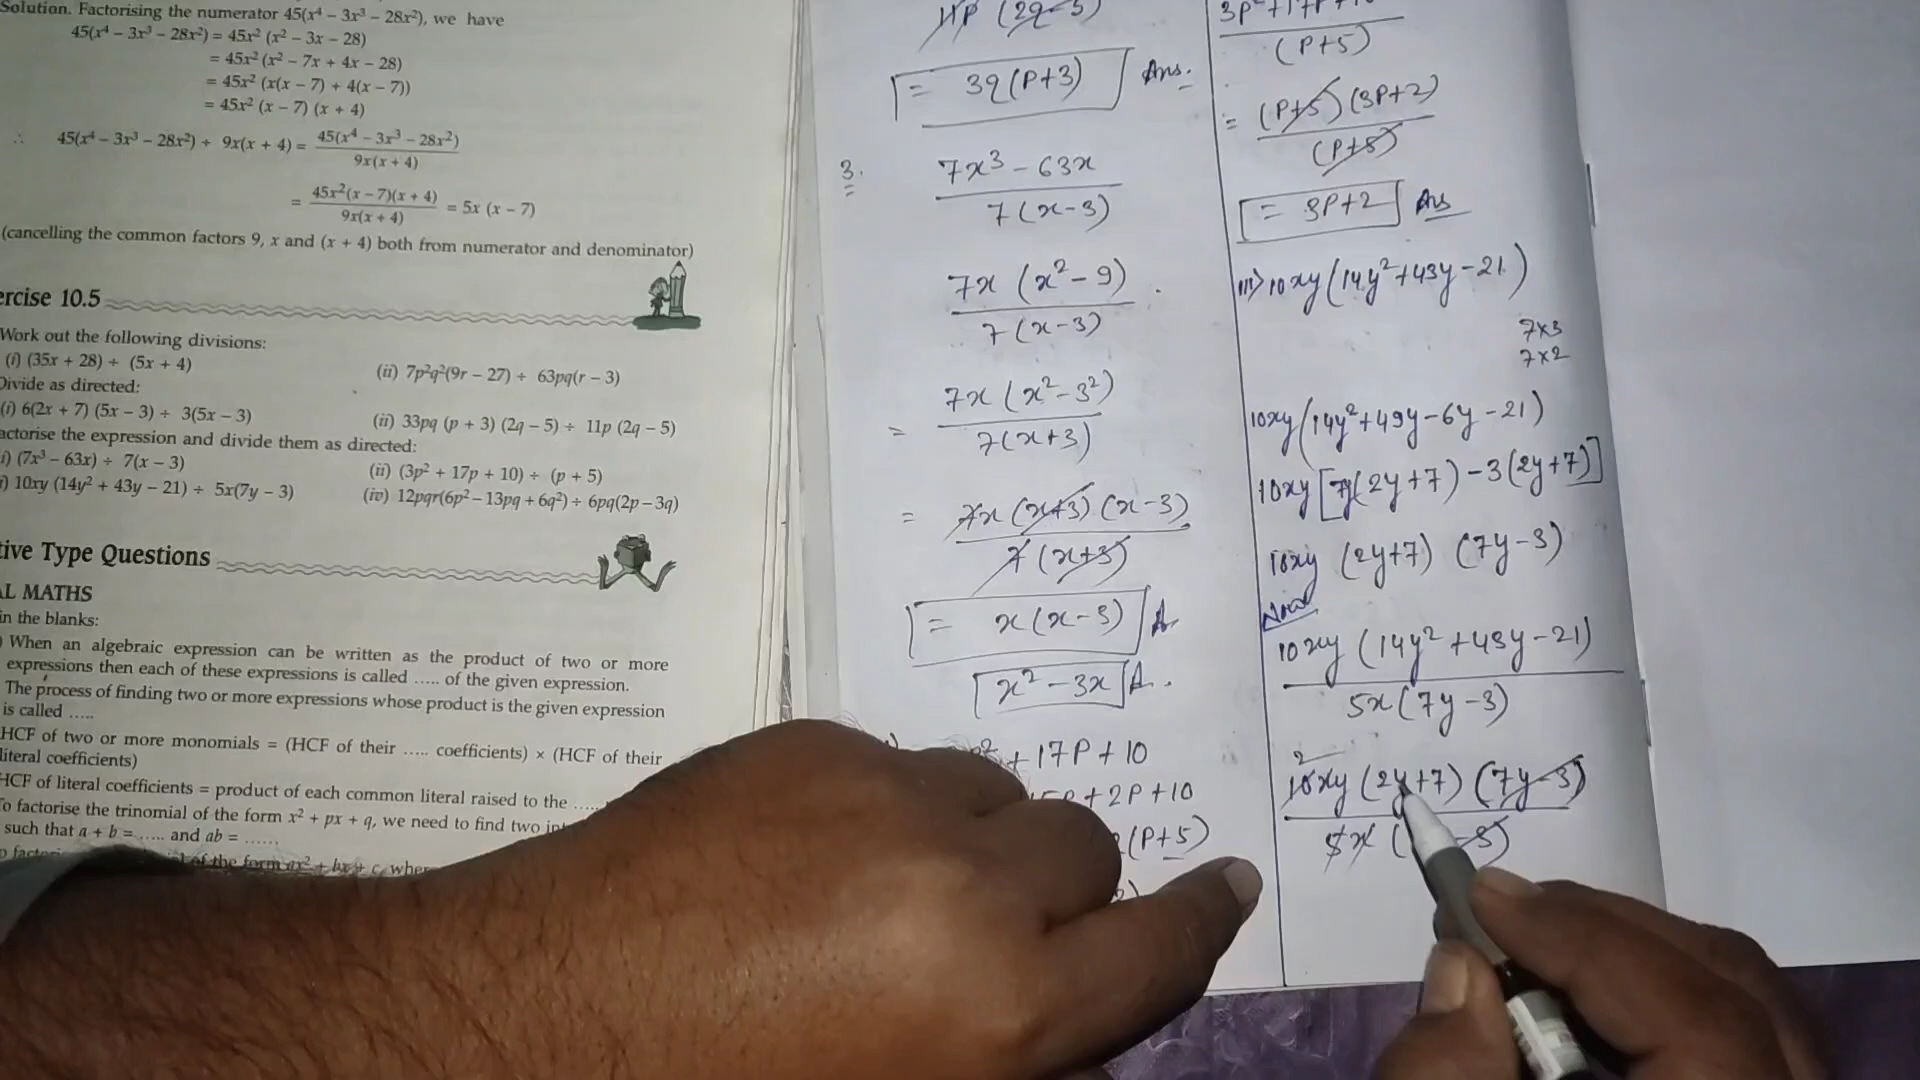 Solution. Factorising the numerator 45(x⁴ – 3x³ – 28x²), we have
45(x⁴ – 3x³ – 28x²) = 45x² (x² – 3x – 28)
= 45x² (x² – 7x + 4x – 28)
= 45x² (x(x – 7) + 4(x – 7))
= 45x² (x – 7) (x + 4)
∴ 45(x⁴ – 3x³ – 28x²) ÷ 9x(x + 4) = 45(x⁴ – 3x³ – 28x²) / 9x(x + 4)
= 45x²(x – 7)(x + 4) / 9x(x + 4) = 5x (x – 7)
(cancelling the common factors 9, x and (x + 4) both from numerator and denominator)
ercise 10.5
Work out the following divisions:
(i) (35x + 28) ÷ (5x + 4)
(ii) 7p²q²(9r – 27) ÷ 63pq(r – 3)
Divide as directed:
(i) 6(2x + 7) (5x – 3) ÷ 3(5x – 3)
(ii) 33pq (p + 3) (2q – 5) ÷ 11p (2q – 5)
actorise the expression and divide them as directed:
i) (7x³ – 63x) ÷ 7(x – 3)
(ii) (3p² + 17p + 10) ÷ (p + 5)
i) 10xy (14y² + 43y – 21) ÷ 5x(7y – 3)
(iv) 12pqr(6p² – 13pq + 6q²) ÷ 6pq(2p – 3q)
tive Type Questions
AL MATHS
in the blanks:
) When an algebraic expression can be written as the product of two or more
expressions then each of these expressions is called ..... of the given expression.
The process of finding two or more expressions whose product is the given expression
is called .....
HCF of two or more monomials = (HCF of their ..... coefficients) × (HCF of their
literal coefficients)
HCF of literal coefficients = product of each common literal raised to the .....
To factorise the trinomial of the form x² + px + q, we need to find two
such that a + b = ..... and ab = ......
of the form ax² + bx + c, wher
11P (2q-5)
= 3q(P+3) Ans.
3.
7x³ - 63x
7(x-3)
7x (x² - 9)
7(x-3)
= 7x (x² - 3²)
7(x+3)
= 7x (x+3) (x-3)
7 (x+3)
= x(x-3) A.
x² - 3x A.
+ 17P + 10
+ 2P + 10
(P+5)
(P+5)
= (P+5)(3P+2)
(P+5)
= 3P+2 Ans
iii) 10xy(14y²+43y-21)
7x3
7x2
10xy(14y²+49y-6y-21)
10xy[7y(2y+7)-3(2y+7)]
10xy (2y+7) (7y-3)
Now
10xy (14y² +43y-21)
5x(7y-3)
2
10xy (2y+7) (7y-3)
5x ( -3)